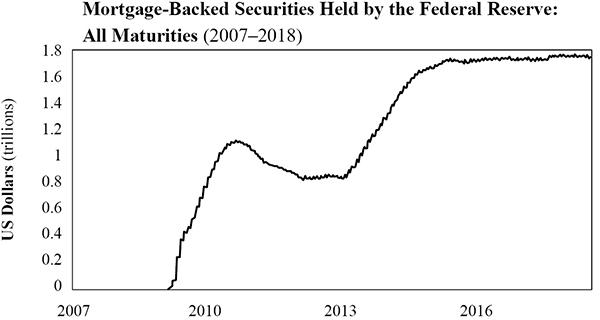 Mortgage-Backed Securities Held by the Federal Reserve:
All Maturities (2007–2018)
US Dollars (trillions)
1.8
1.6
1.4
1.2
1
0.8
0.6
0.4
0.2
0
2007 2010 2013 2016